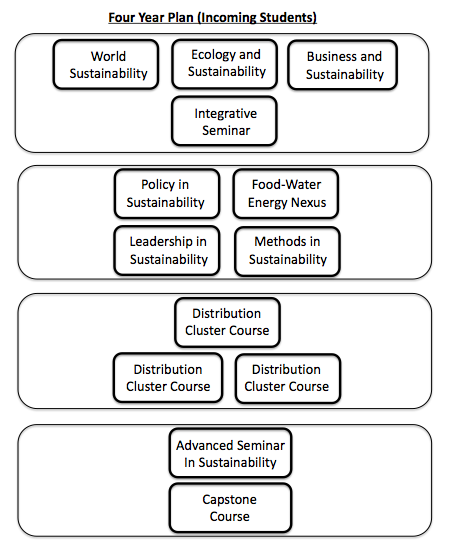 Four Year Plan (Incoming Students)
World
Sustainability
Ecology and
Sustainability
Business and
Sustainability
Integrative
Seminar
Policy in
Sustainability
Food-Water
Energy Nexus
Leadership in
Sustainability
Methods in
Sustainability
Distribution
Cluster Course
Distribution
Cluster Course
Distribution
Cluster Course
Advanced Seminar
In Sustainability
Capstone
Course